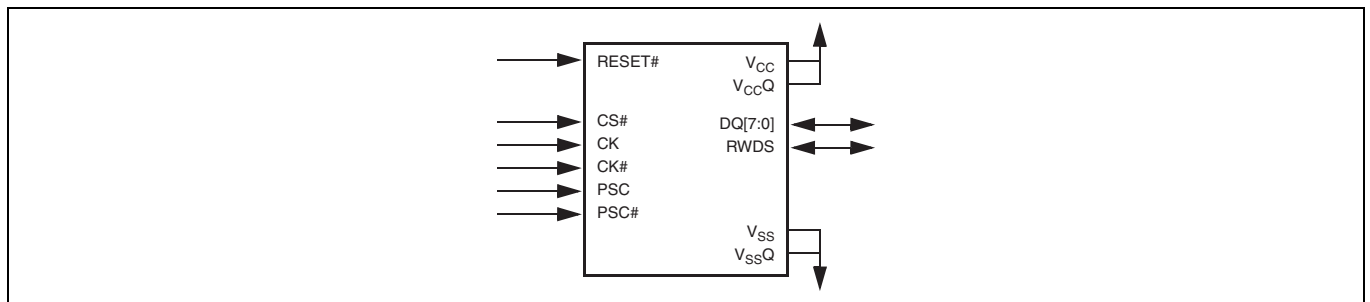 RESET#
CS#
CK
CK#
PSC
PSC#
VCC
VCCQ
DQ[7:0]
RWDS
VSS
VSSQ